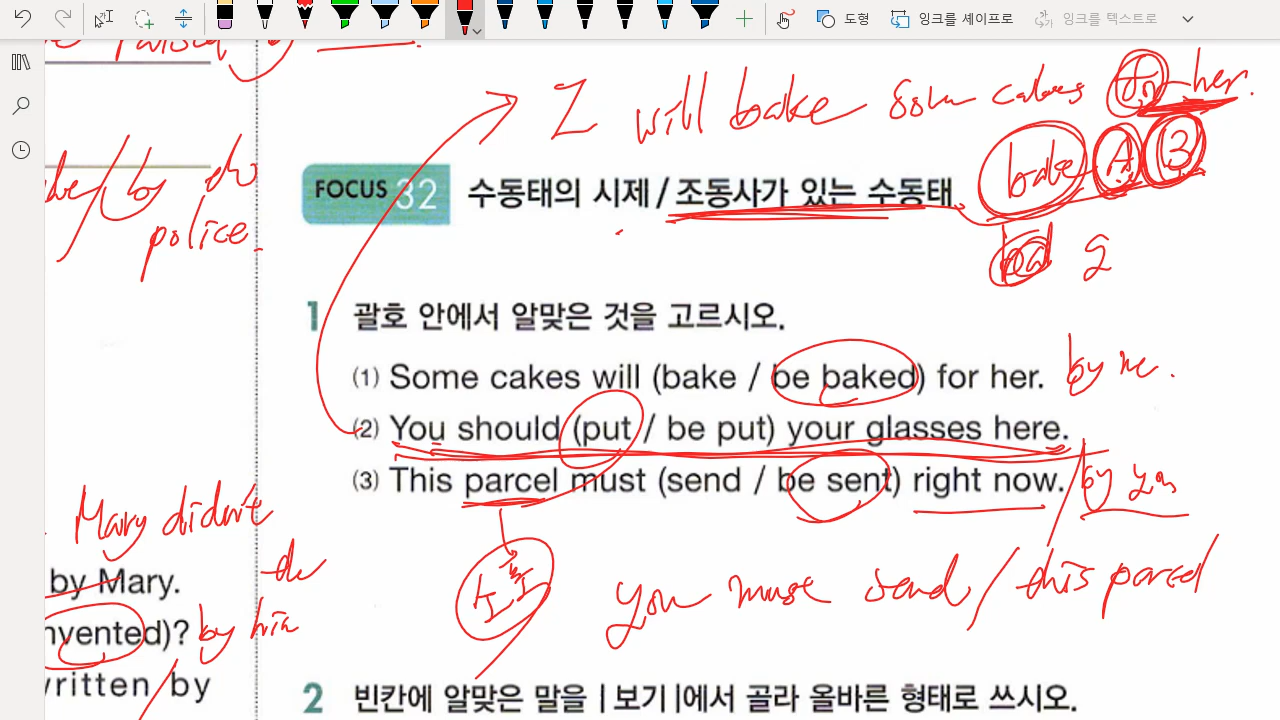 도형 잉크를 셰이프로 잉크를 텍스트로
I will bake some cakes for her.
bake A B
FOCUS 32 수동태의 시제 / 조동사가 있는 수동태
police.
1 괄호 안에서 알맞은 것을 고르시오.
(1) Some cakes will (bake / be baked) for her. by me.
(2) You should (put / be put) your glasses here.
(3) This parcel must (send / be sent) right now. by you
Mary didn't
by Mary.
소포
you must send / this parcel
nvented)? by him
written by
2 빈칸에 알맞은 말을 |보기|에서 골라 올바른 형태로 쓰시오.